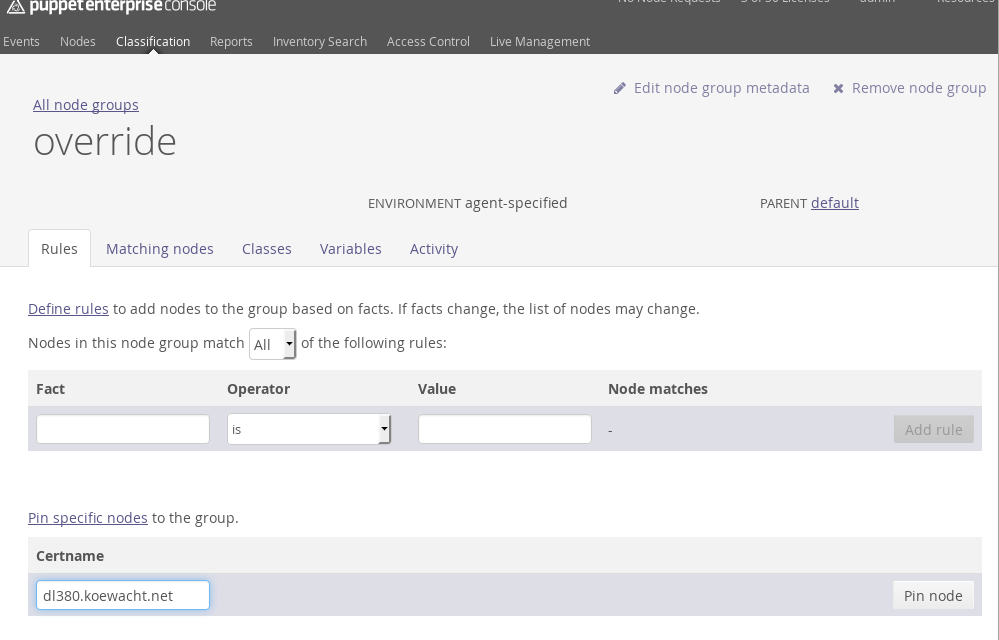 puppet enterprise console
No Node Requests 3 of 50 Licenses admin Resources
Events Nodes Classification Reports Inventory Search Access Control Live Management
Edit node group metadata Remove node group
All node groups
override
ENVIRONMENT agent-specified PARENT default
Rules Matching nodes Classes Variables Activity
Define rules to add nodes to the group based on facts. If facts change, the list of nodes may change.
Nodes in this node group match All of the following rules:
Fact Operator Value Node matches
is - Add rule
Pin specific nodes to the group.
Certname
dl380.koewacht.net Pin node